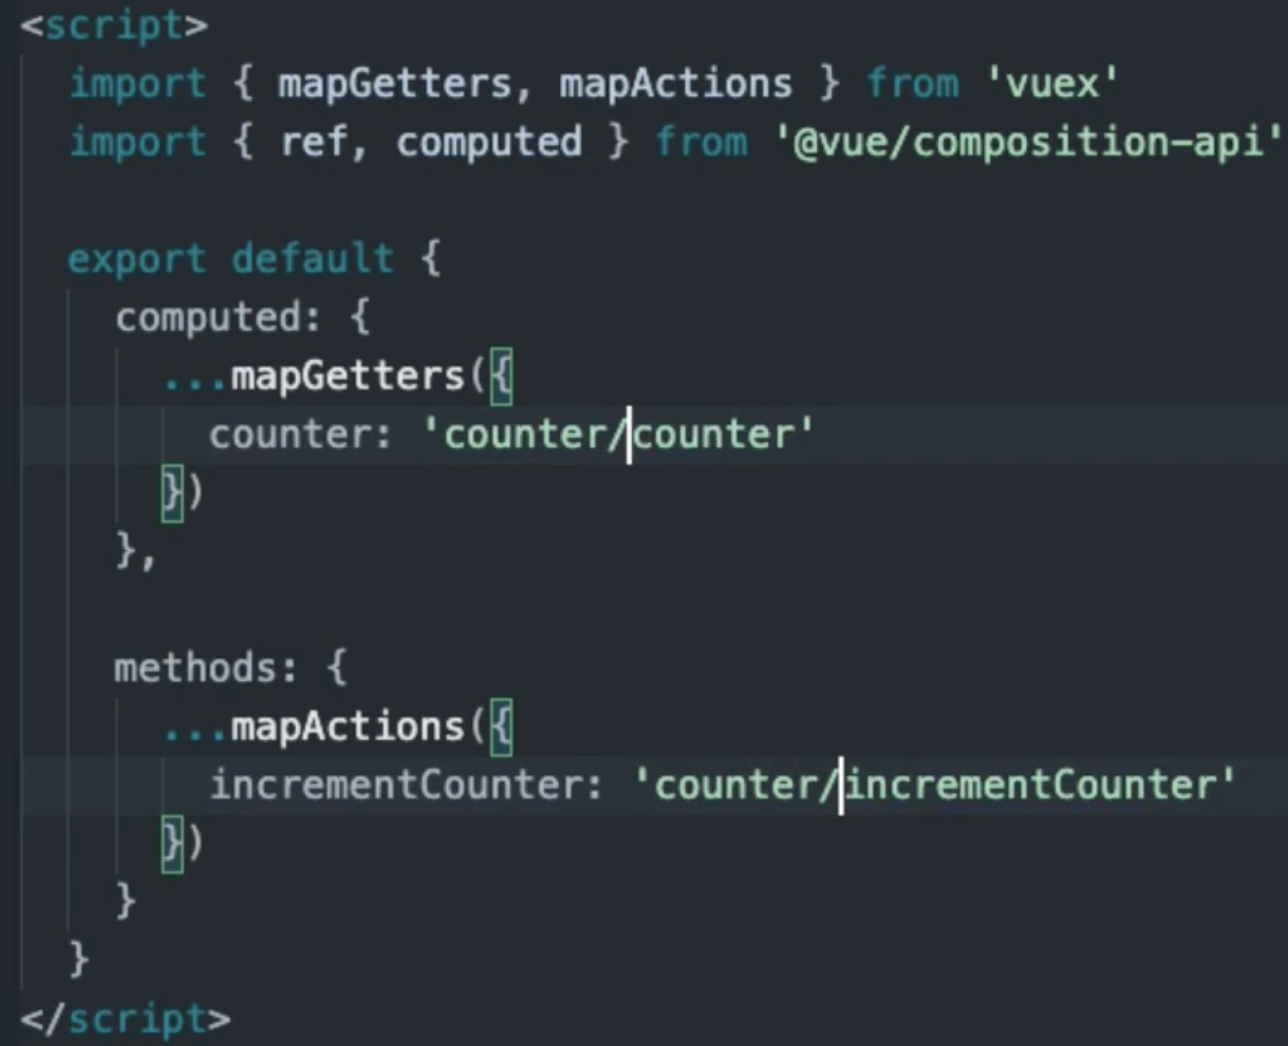 <script>
import { mapGetters, mapActions } from 'vuex'
import { ref, computed } from '@vue/composition-api'
export default {
computed: {
...mapGetters({
counter: 'counter/counter'
})
},
methods: {
...mapActions({
incrementCounter: 'counter/incrementCounter'
})
}
}
</script>